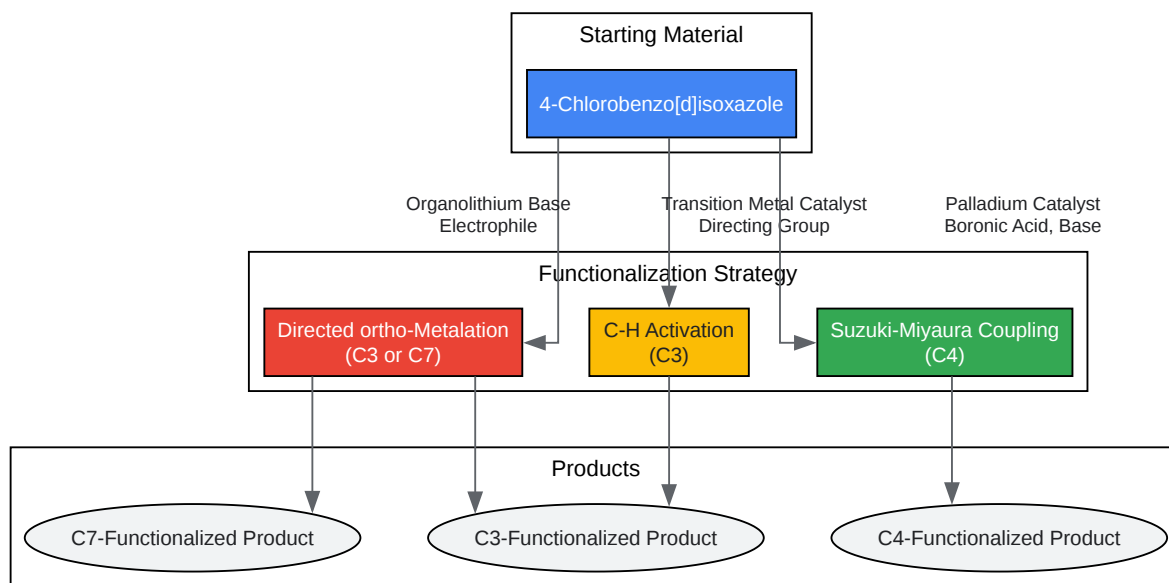 Starting Material
4-Chlorobenzo[d]isoxazole
Organolithium Base
Electrophile
Transition Metal Catalyst
Directing Group
Palladium Catalyst
Boronic Acid, Base
Functionalization Strategy
Directed ortho-Metalation
(C3 or C7)
C-H Activation
(C3)
Suzuki-Miyaura Coupling
(C4)
Products
C7-Functionalized Product
C3-Functionalized Product
C4-Functionalized Product